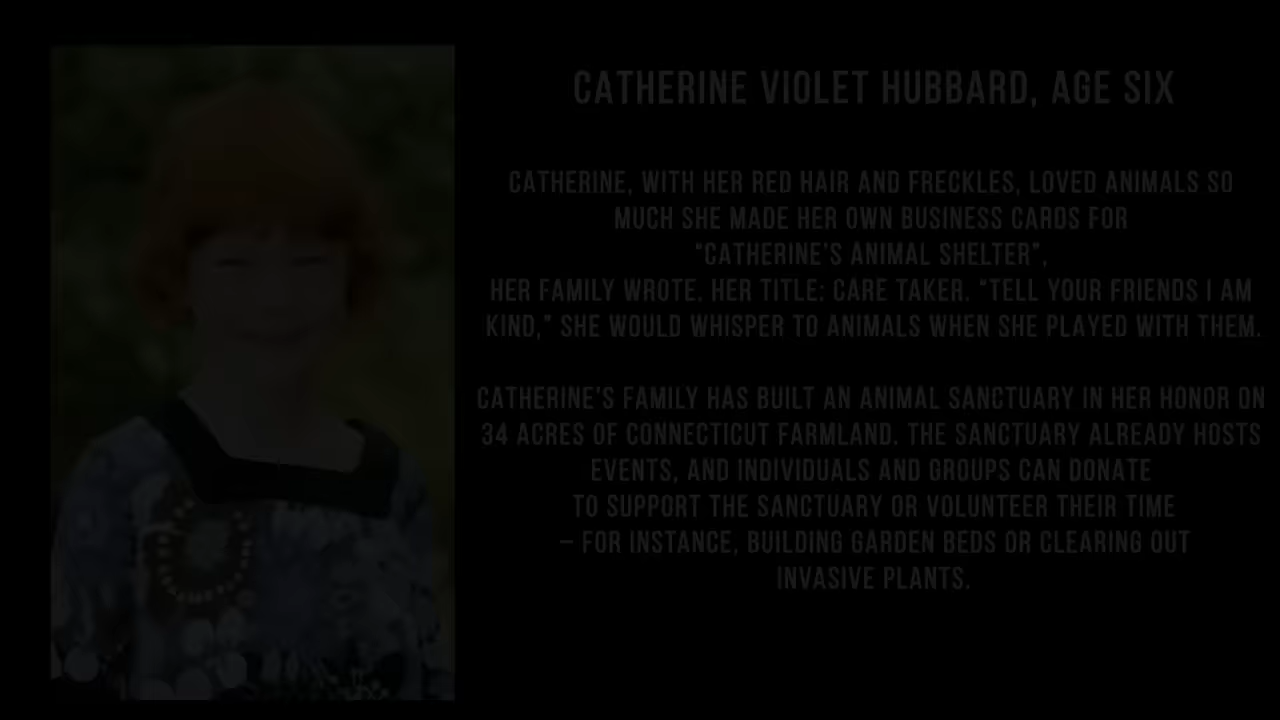 CATHERINE VIOLET HUBBARD, AGE SIX
CATHERINE, WITH HER RED HAIR AND FRECKLES, LOVED ANIMALS SO
MUCH SHE MADE HER OWN BUSINESS CARDS FOR
"CATHERINE'S ANIMAL SHELTER",
HER FAMILY WROTE. HER TITLE: CARE TAKER. "TELL YOUR FRIENDS I AM
KIND," SHE WOULD WHISPER TO ANIMALS WHEN SHE PLAYED WITH THEM.
CATHERINE'S FAMILY HAS BUILT AN ANIMAL SANCTUARY IN HER HONOR ON
34 ACRES OF CONNECTICUT FARMLAND. THE SANCTUARY ALREADY HOSTS
EVENTS, AND INDIVIDUALS AND GROUPS CAN DONATE
TO SUPPORT THE SANCTUARY OR VOLUNTEER THEIR TIME
– FOR INSTANCE, BUILDING GARDEN BEDS OR CLEARING OUT
INVASIVE PLANTS.